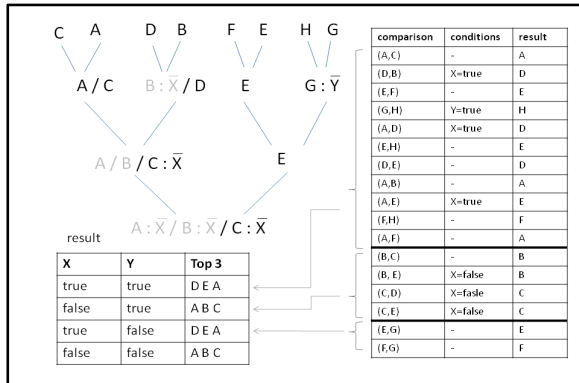 C A D B F E H G
A / C B : X̅ / D E G : Y̅
A / B / C : X̅ E
A : X̅ / B : X̅ / C : X̅
result
X Y Top 3
true true D E A
false true A B C
true false D E A
false false A B C
comparison conditions result
(A,C) - A
(D,B) X=true D
(E,F) - E
(G,H) Y=true H
(A,D) X=true D
(E,H) - E
(D,E) - D
(A,B) - A
(A,E) X=true E
(F,H) - F
(A,F) - A
(B,C) - B
(B, E) X=false B
(C,D) X=fasle C
(C,E) X=false C
(E,G) - E
(F,G) - F